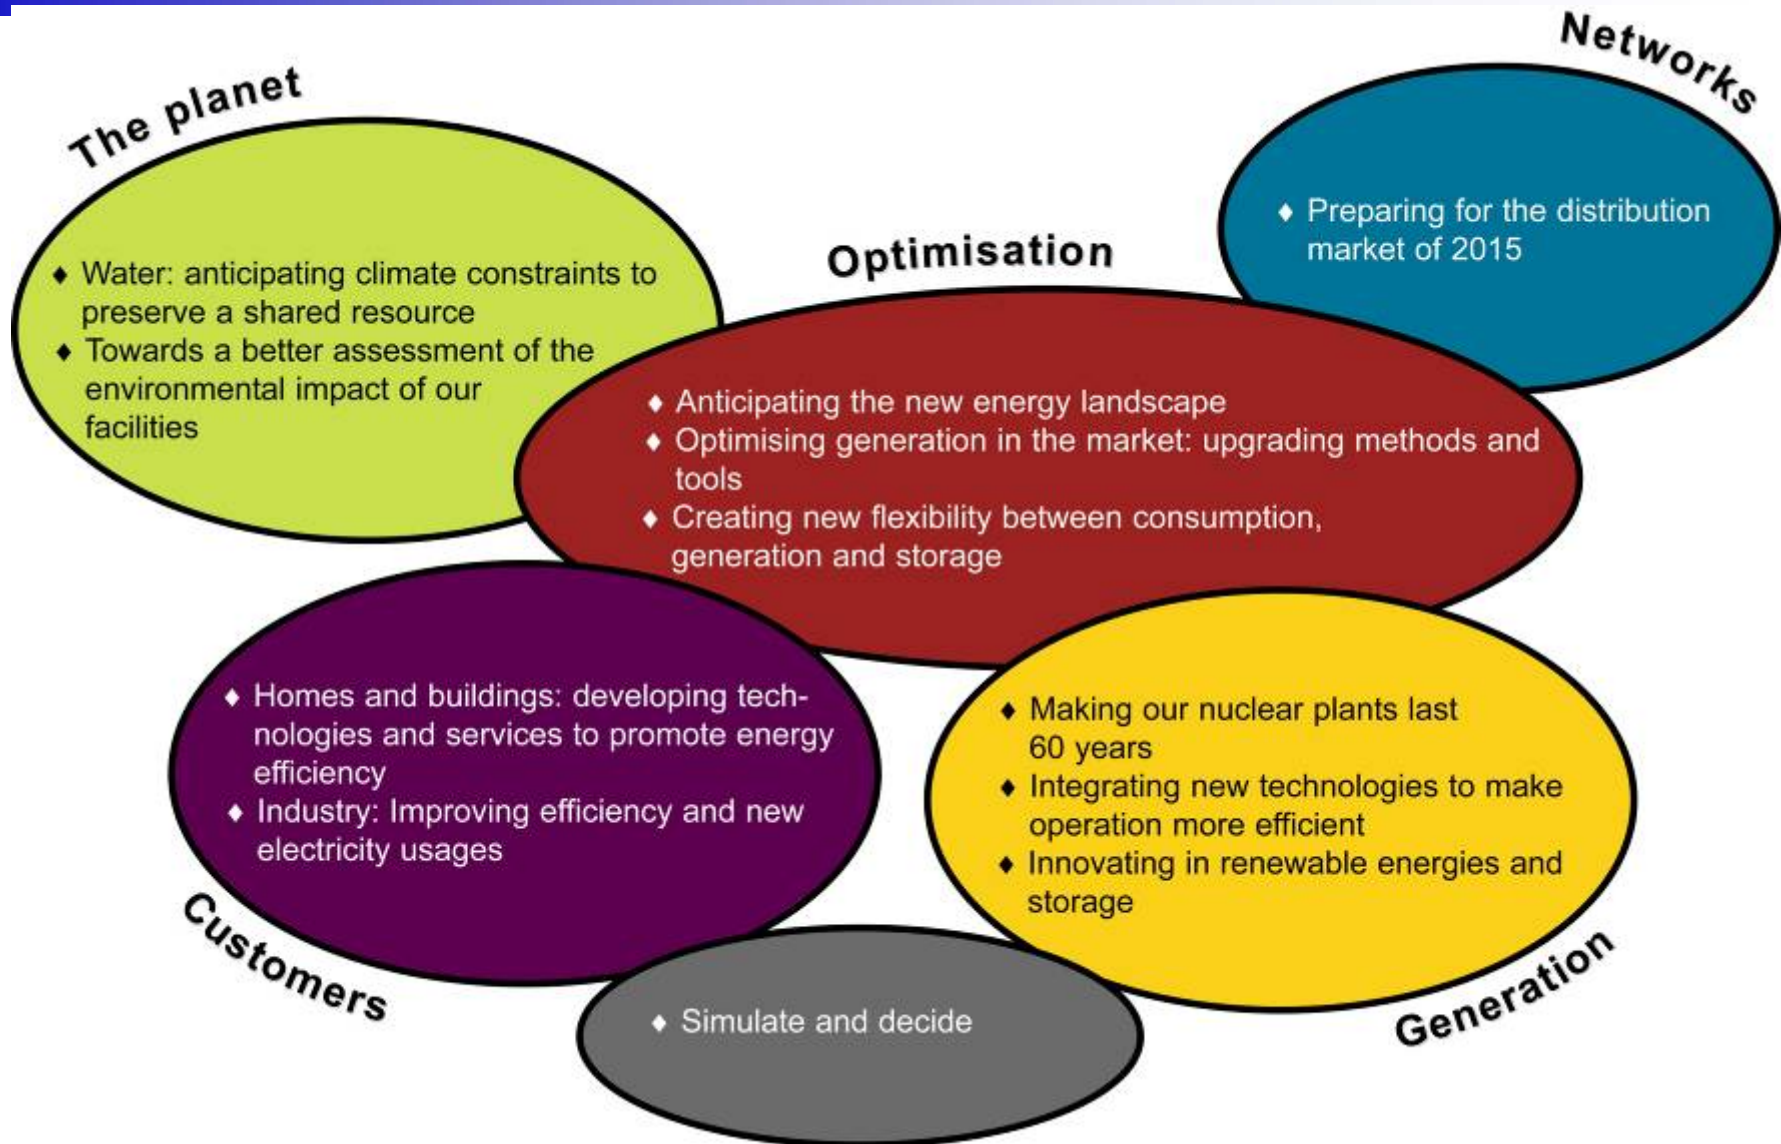 The planet
♦ Water: anticipating climate constraints to
preserve a shared resource
♦ Towards a better assessment of the
environmental impact of our
facilities
Networks
♦ Preparing for the distribution
market of 2015
Optimisation
♦ Anticipating the new energy landscape
♦ Optimising generation in the market: upgrading methods and
tools
♦ Creating new flexibility between consumption,
generation and storage
♦ Homes and buildings: developing tech-
nologies and services to promote energy
efficiency
♦ Industry: Improving efficiency and new
electricity usages
Customers
♦ Making our nuclear plants last
60 years
♦ Integrating new technologies to make
operation more efficient
♦ Innovating in renewable energies and
storage
Generation
♦ Simulate and decide